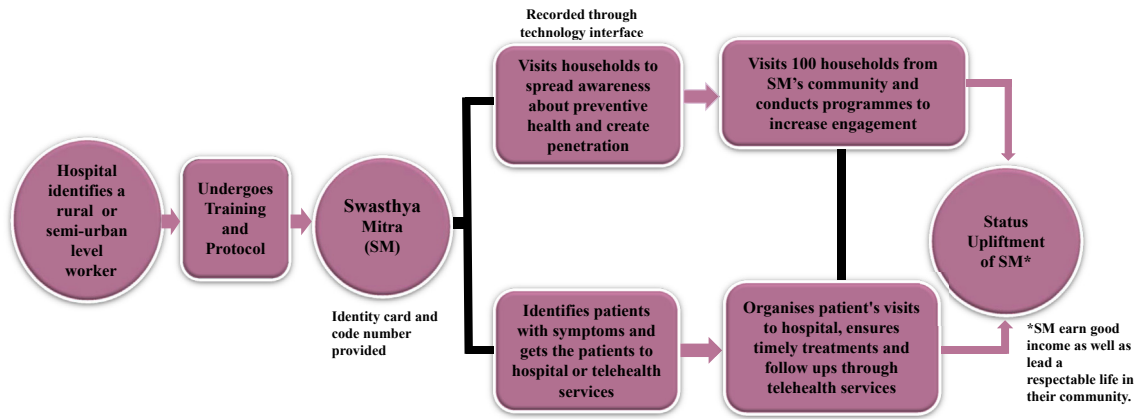 Hospital
identifies a
rural or
semi-urban
level
worker
Undergoes
Training
and
Protocol
Swasthya
Mitra
(SM)
Identity card and
code number
provided
Recorded through
technology interface
Visits households to
spread awareness
about preventive
health and create
penetration
Visits 100 households from
SM's community and
conducts programmes to
increase engagement
Identifies patients
with symptoms and
gets the patients to
hospital or telehealth
services
Organises patient's visits
to hospital, ensures
timely treatments and
follow ups through
telehealth services
Status
Upliftment
of SM*
*SM earn good
income as well as
lead a
respectable life in
their community.